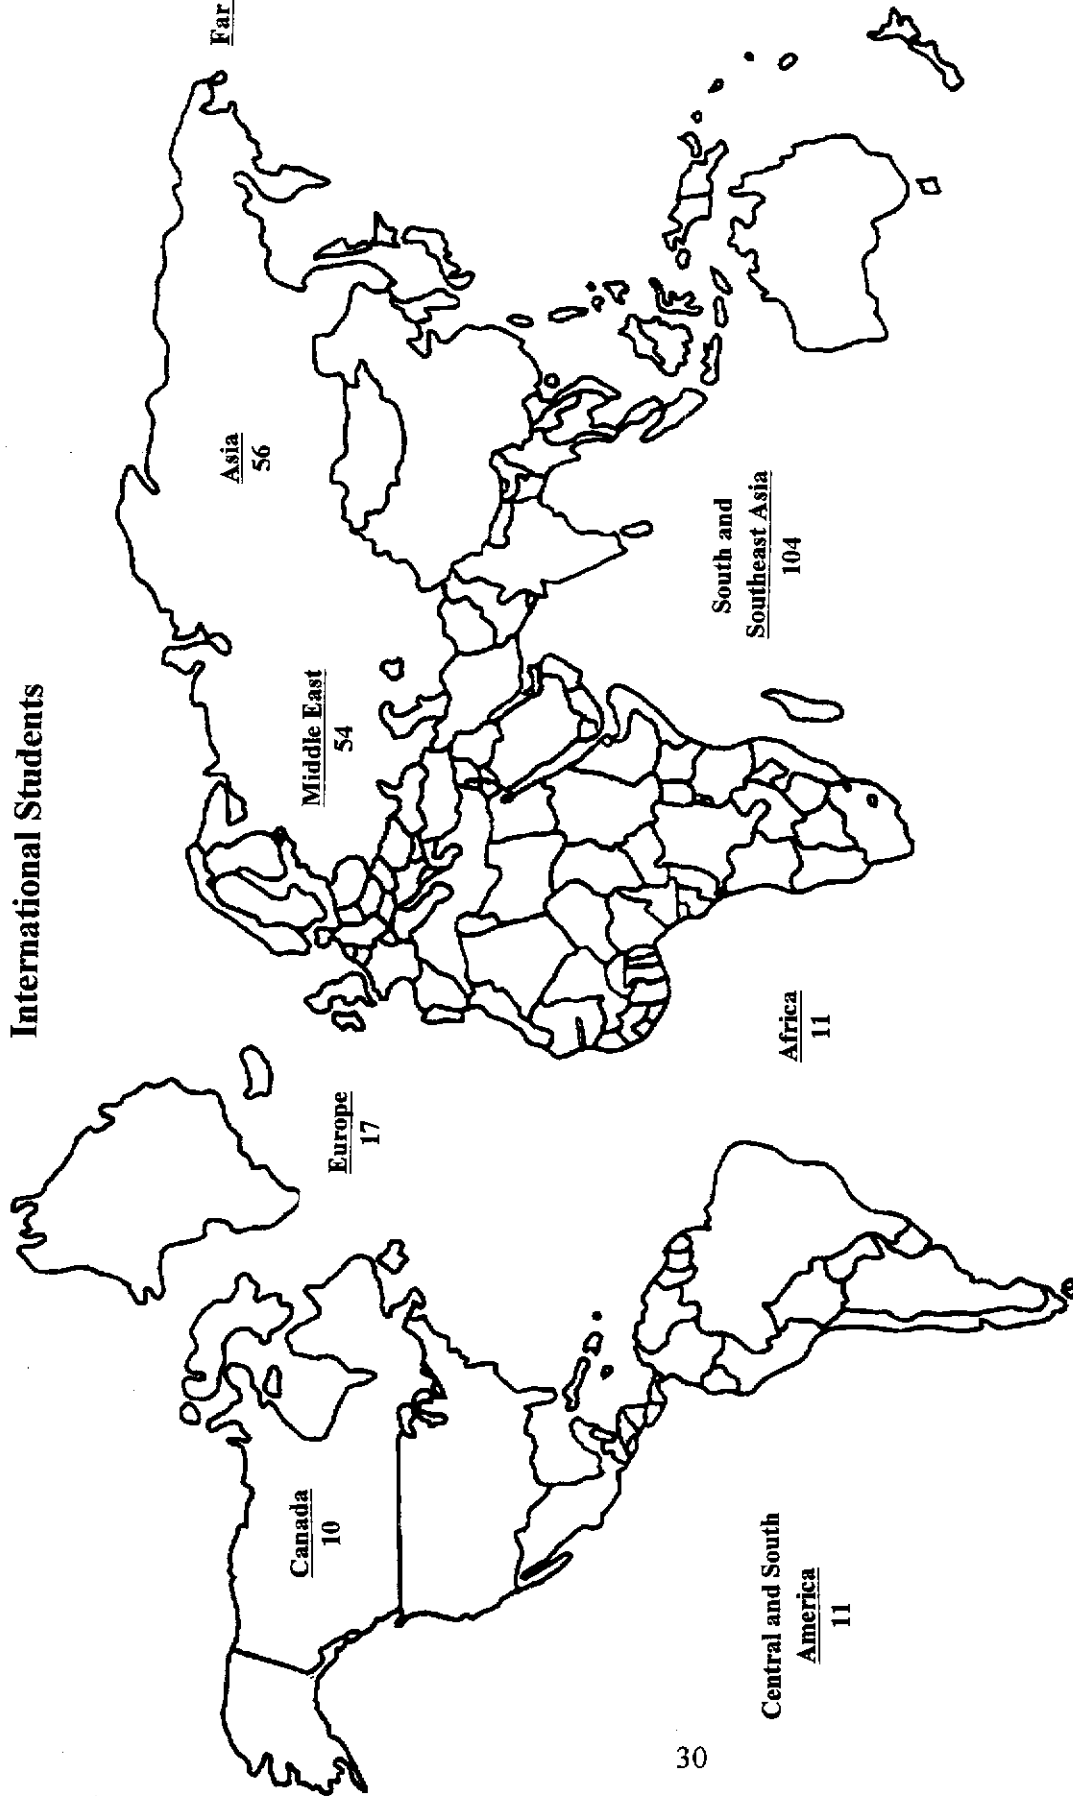 International Students
Far
Asia
56
Middle East
54
South and
Southeast Asia
104
Europe
17
Africa
11
Canada
10
Central and South
America
11
30